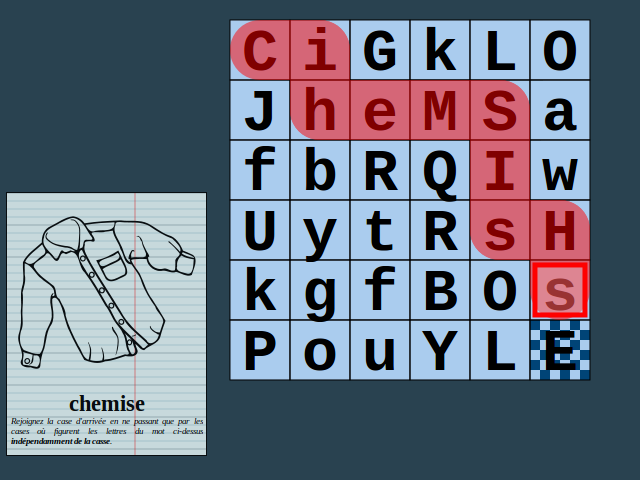 C i G k L O
J h e M S a
f b R Q I w
U y t R s H
k g f B O s
P o u Y L E
chemise
Rejoignez la case d'arrivée en ne passant que par les
cases où figurent les lettres du mot ci-dessus
indépendamment de la casse.